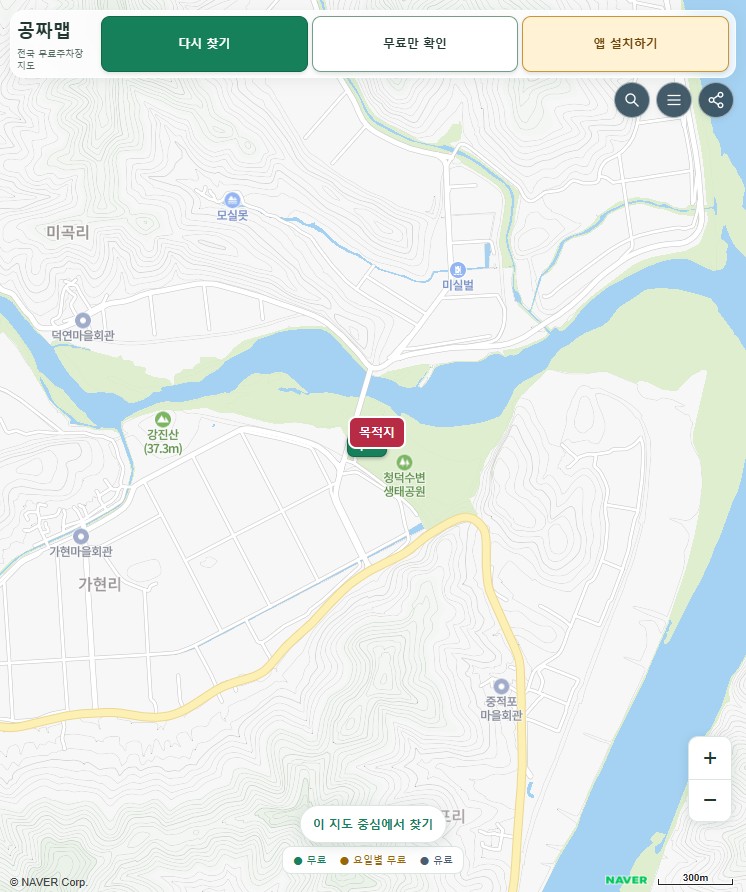 공짜맵
전국 무료주차장
지도
다시 찾기
무료만 확인
앱 설치하기
모실못
미곡리
미실벌
덕연마을회관
목적지
강진산
(37.3m)
청덕수변
생태공원
가현마을회관
가현리
중적포
마을회관
이 지도 중심에서 찾기
리
무료
요일별 무료
유료
© NAVER Corp.
NAVER
300m